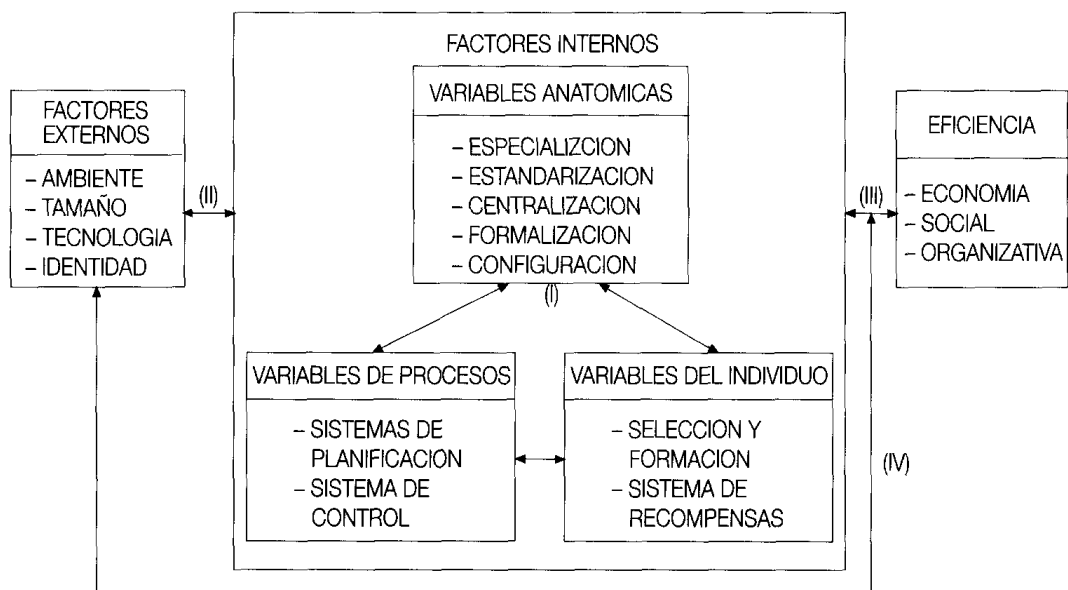 FACTORES INTERNOS
VARIABLES ANATOMICAS
– ESPECIALIZCION
– ESTANDARIZACION
– CENTRALIZACION
– FORMALIZACION
– CONFIGURACION
FACTORES
EXTERNOS
– AMBIENTE
– TAMAÑO
– TECNOLOGIA
– IDENTIDAD
(II)
(I)
VARIABLES DE PROCESOS
– SISTEMAS DE
PLANIFICACION
– SISTEMA DE
CONTROL
VARIABLES DEL INDIVIDUO
– SELECCION Y
FORMACION
– SISTEMA DE
RECOMPENSAS
(III)
EFICIENCIA
– ECONOMIA
– SOCIAL
– ORGANIZATIVA
(IV)